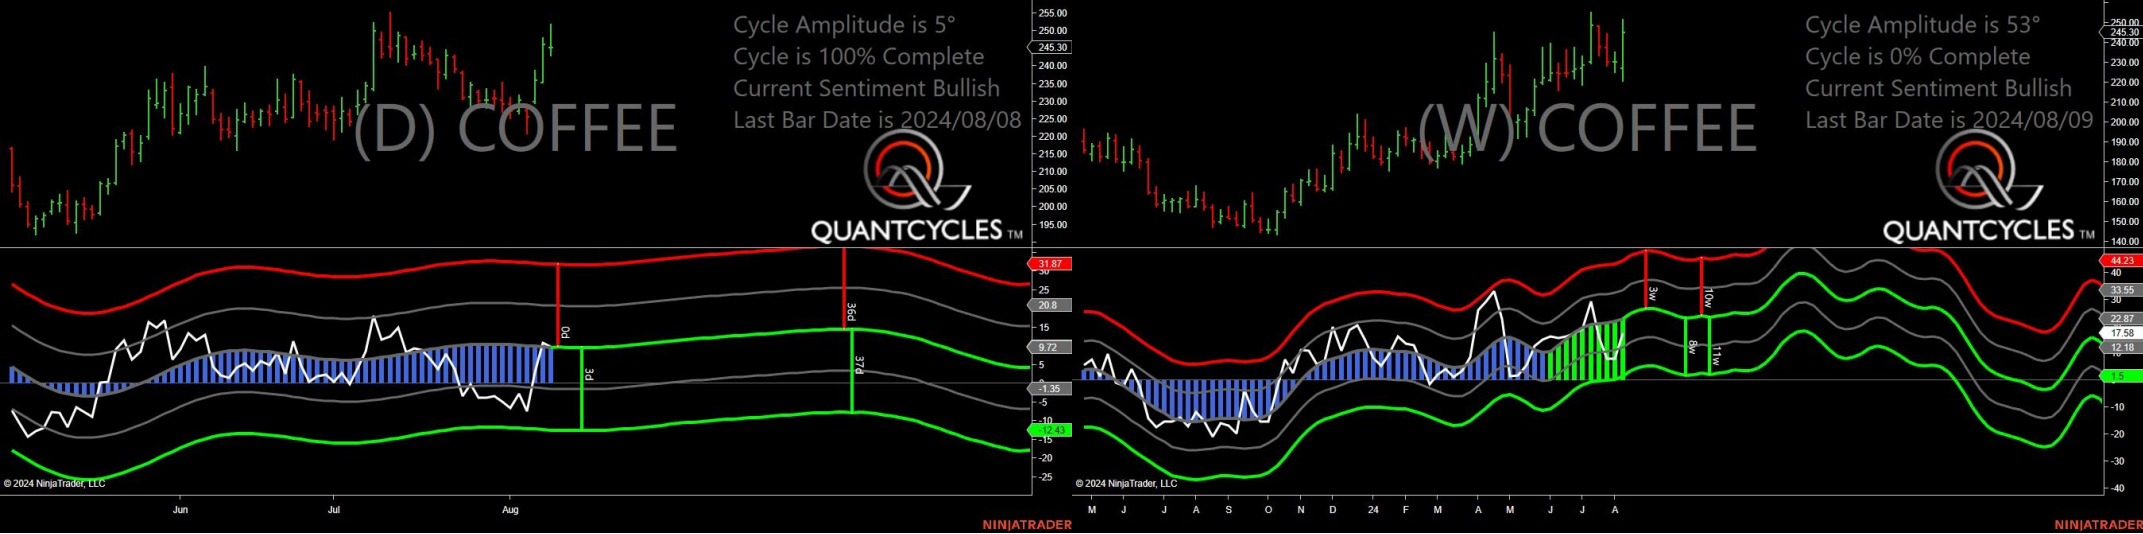 Cycle Amplitude is 5°
Cycle is 100% Complete
Current Sentiment Bullish
Last Bar Date is 2024/08/08
(D) COFFEE
QUANTCYCLES TM
255.00
250.00
245.30
240.00
235.00
230.00
225.00
220.00
215.00
210.00
205.00
200.00
195.00
31.87
30
25
20.8
15
9.72
5
-1.35
-5
-10
-12.43
-15
-20
-25
0d
3d
36d
37d
© 2024 NinjaTrader, LLC
Jun
Jul
Aug
NINJATRADER
Cycle Amplitude is 53°
Cycle is 0% Complete
Current Sentiment Bullish
Last Bar Date is 2024/08/09
(W) COFFEE
QUANTCYCLES TM
250.00
245.30
240.00
230.00
220.00
210.00
200.00
190.00
180.00
170.00
160.00
150.00
140.00
44.23
40
33.55
30
22.87
17.58
12.18
1.5
-10
-20
-30
-40
3w
10w
8w
11w
© 2024 NinjaTrader, LLC
M J J A S O N D 24 F M A M J J A
NINJATRADER